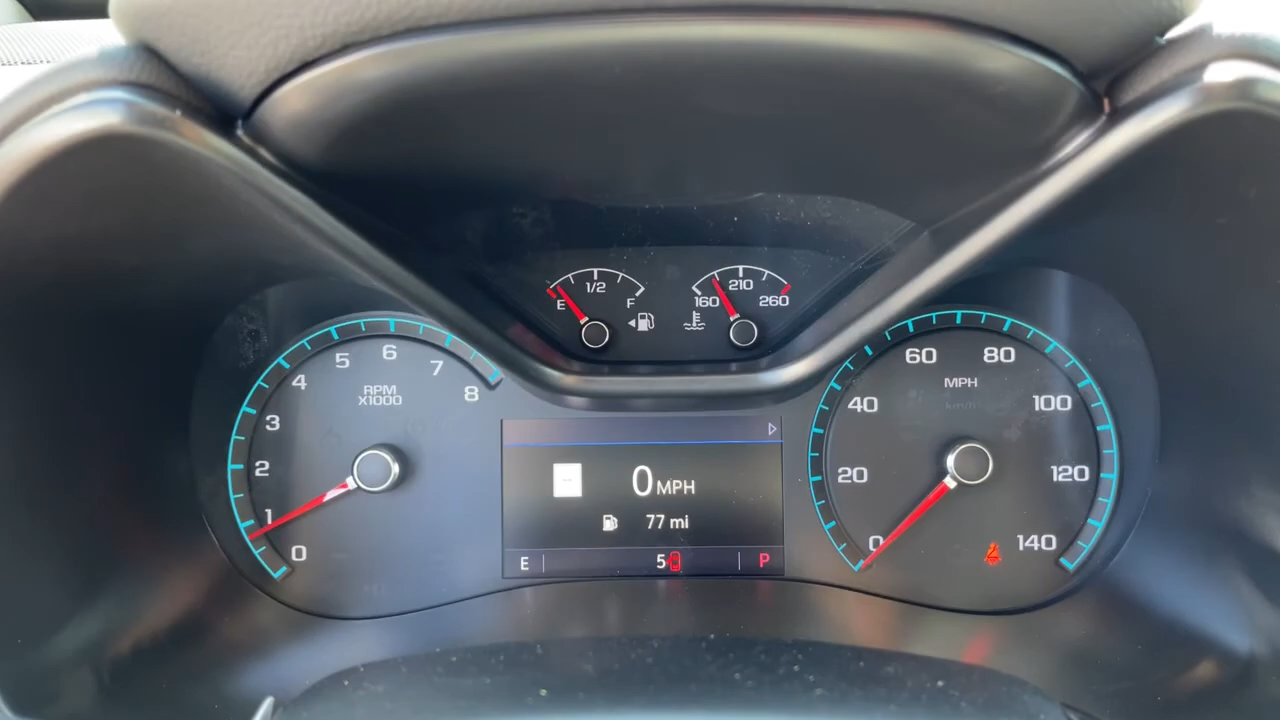 1/2
E F
210
160 260
0 1 2 3 4 5 6 7 8
RPM
X1000
0 MPH
77 mi
E 5 P
0 20 40 60 80 100 120 140
MPH
km/h